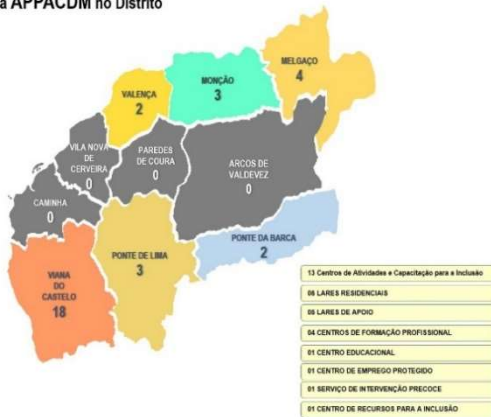 a APPACDM no Distrito
MELGAÇO
4
MONÇÃO
3
VALENÇA
2
VILA NOVA
DE
CERVEIRA
0
PAREDES
DE COURA
0
ARCOS DE
VALDEVEZ
0
CAMINHA
0
PONTE DA BARCA
2
PONTE DE LIMA
3
VIANA
DO
CASTELO
18
13 Centros de Atividades e Capacitação para a Inclusão
08 LARES RESIDENCIAIS
LARES DE APOIO
04 CENTROS DE FORMAÇÃO PROFISSIONAL
01 CENTRO EDUCACIONAL
01 CENTRO DE EMPREGO PROTEGIDO
01 SERVIÇO DE INTERVENÇÃO PRECOCE
01 CENTRO DE RECURSOS PARA A INCLUSÃO